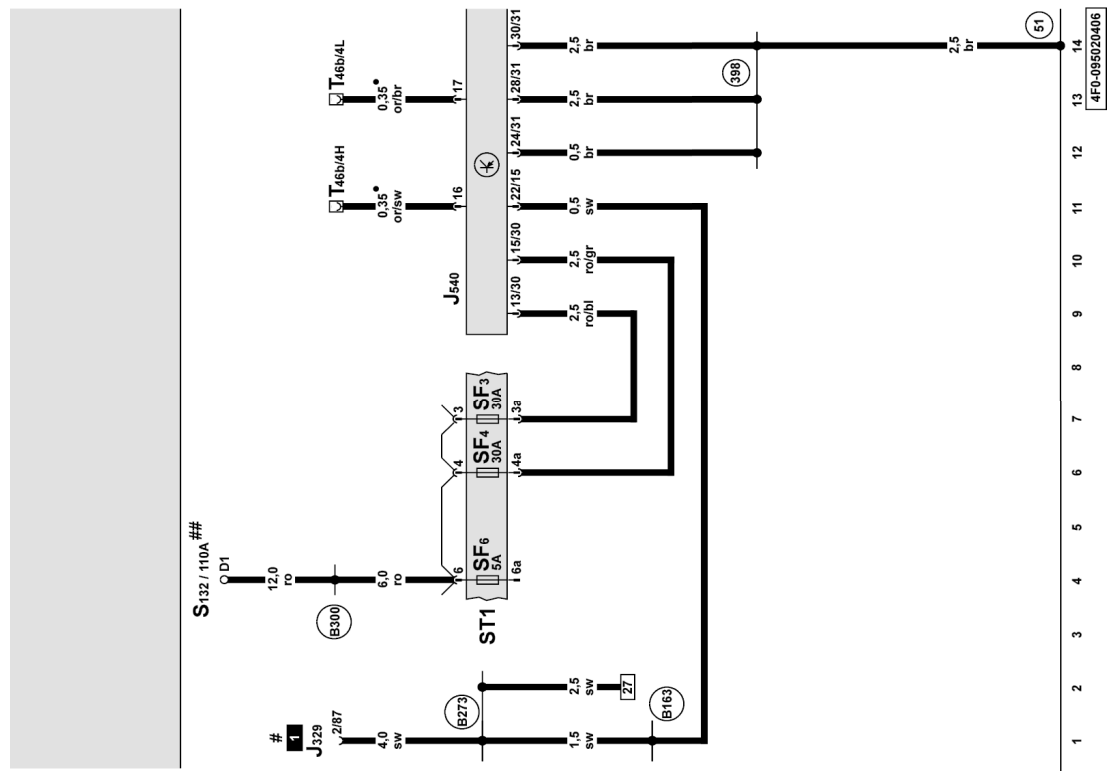 S132 / 110A ##
D1
#
1
J329
2/87
12,0
ro
B300
T46b/4H
T46b/4L
4,0
sw
6,0
ro
0,35 •
or/sw
0,35 •
or/br
B273
6
4
3
J540
16
17
ST1
SF6
5A
SF4
30A
SF3
30A
6a
4a
3a
13/30
15/30
22/15
24/31
28/31
30/31
1,5
sw
2,5
sw
2,5
ro/bl
2,5
ro/gr
0,5
sw
0,5
br
2,5
br
2,5
br
27
B163
398
2,5
br
51
1
2
3
4
5
6
7
8
9
10
11
12
13
14
4F0-095020406